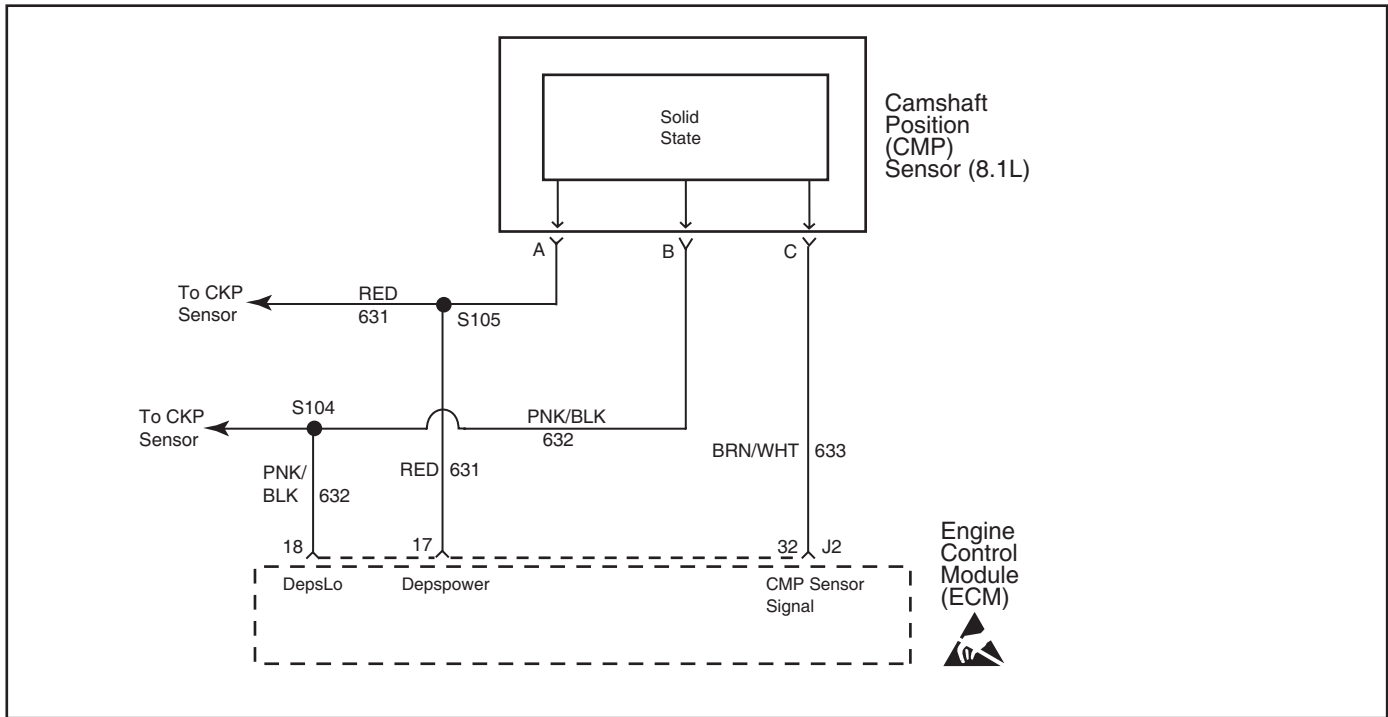 Solid
State
Camshaft
Position
(CMP)
Sensor (8.1L)
A
B
C
To CKP
Sensor
RED
631
S105
To CKP
Sensor
S104
PNK/BLK
632
PNK/
BLK
632
RED
631
BRN/WHT
633
18
17
32
J2
DepsLo
Depspower
CMP Sensor
Signal
Engine
Control
Module
(ECM)